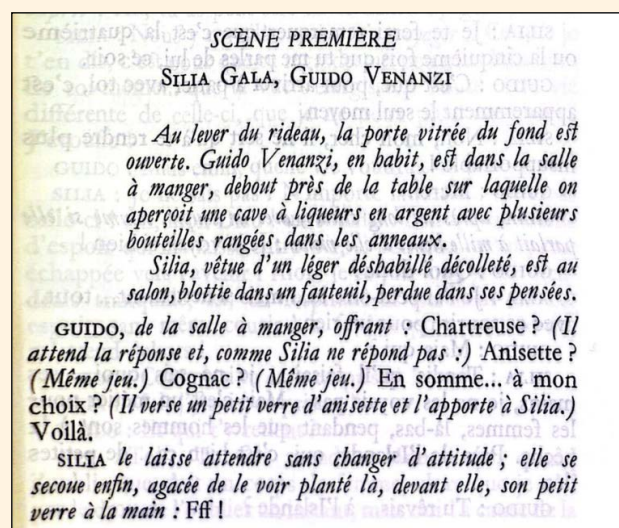 SCÈNE PREMIÈRE
SILIA GALA, GUIDO VENANZI
Au lever du rideau, la porte vitrée du fond est
ouverte. Guido Venanzi, en habit, est dans la salle
à manger, debout près de la table sur laquelle on
aperçoit une cave à liqueurs en argent avec plusieurs
bouteilles rangées dans les anneaux.
Silia, vêtue d'un léger déshabillé décolleté, est au
salon, blottie dans un fauteuil, perdue dans ses pensées.
GUIDO, de la salle à manger, offrant : Chartreuse ? (Il
attend la réponse et, comme Silia ne répond pas :) Anisette ?
(Même jeu.) Cognac ? (Même jeu.) En somme... à mon
choix ? (Il verse un petit verre d'anisette et l'apporte à Silia.)
Voilà.
SILIA le laisse attendre sans changer d'attitude ; elle se
secoue enfin, agacée de le voir planté là, devant elle, son petit
verre à la main : Fff !